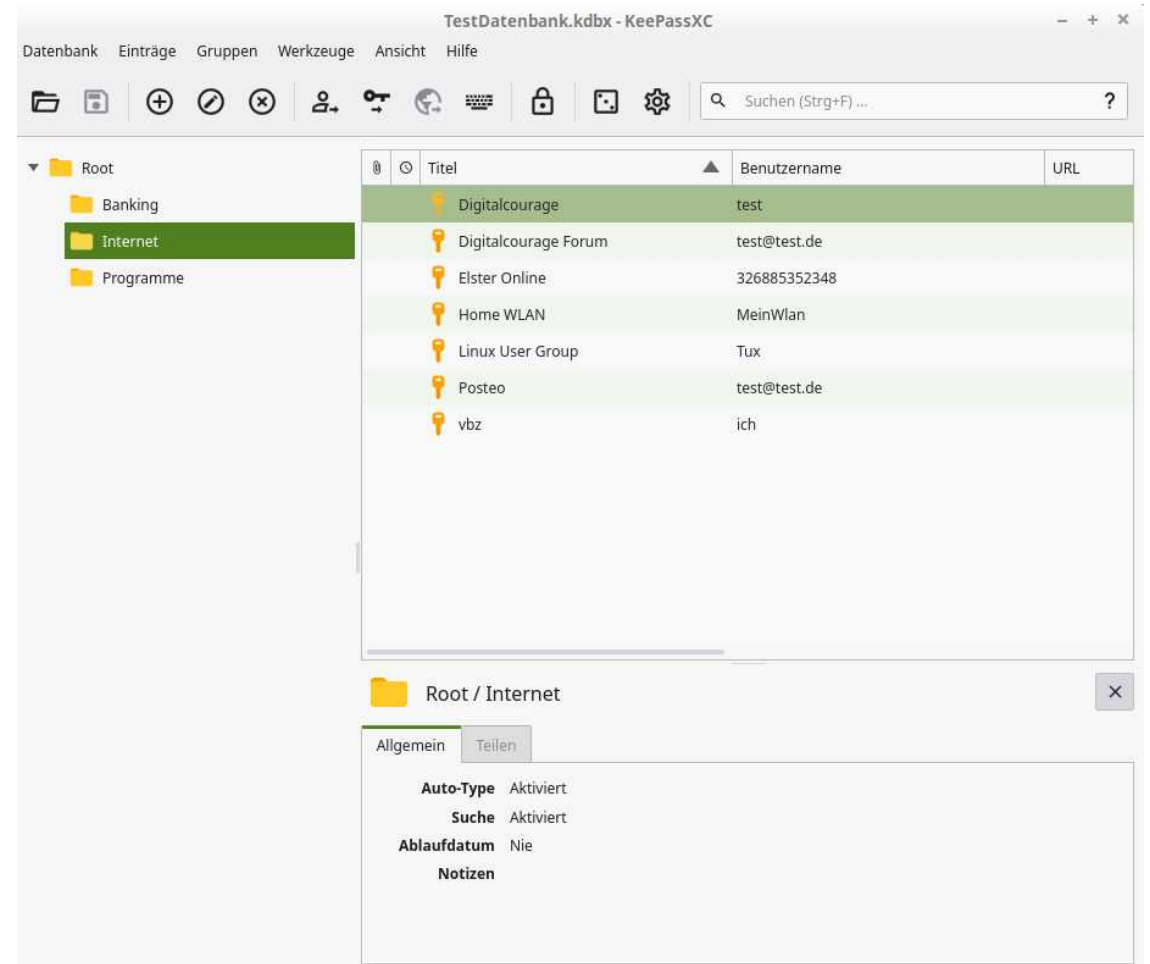 TestDatenbank.kdbx - KeePassXC
Datenbank Einträge Gruppen Werkzeuge Ansicht Hilfe
Suchen (Strg+F) ... ?
Root
Banking
Internet
Programme
Titel Benutzername URL
Digitalcourage test
Digitalcourage Forum test@test.de
Elster Online 326885352348
Home WLAN MeinWlan
Linux User Group Tux
Posteo test@test.de
vbz ich
Root / Internet
Allgemein Teilen
Auto-Type Aktiviert
Suche Aktiviert
Ablaufdatum Nie
Notizen